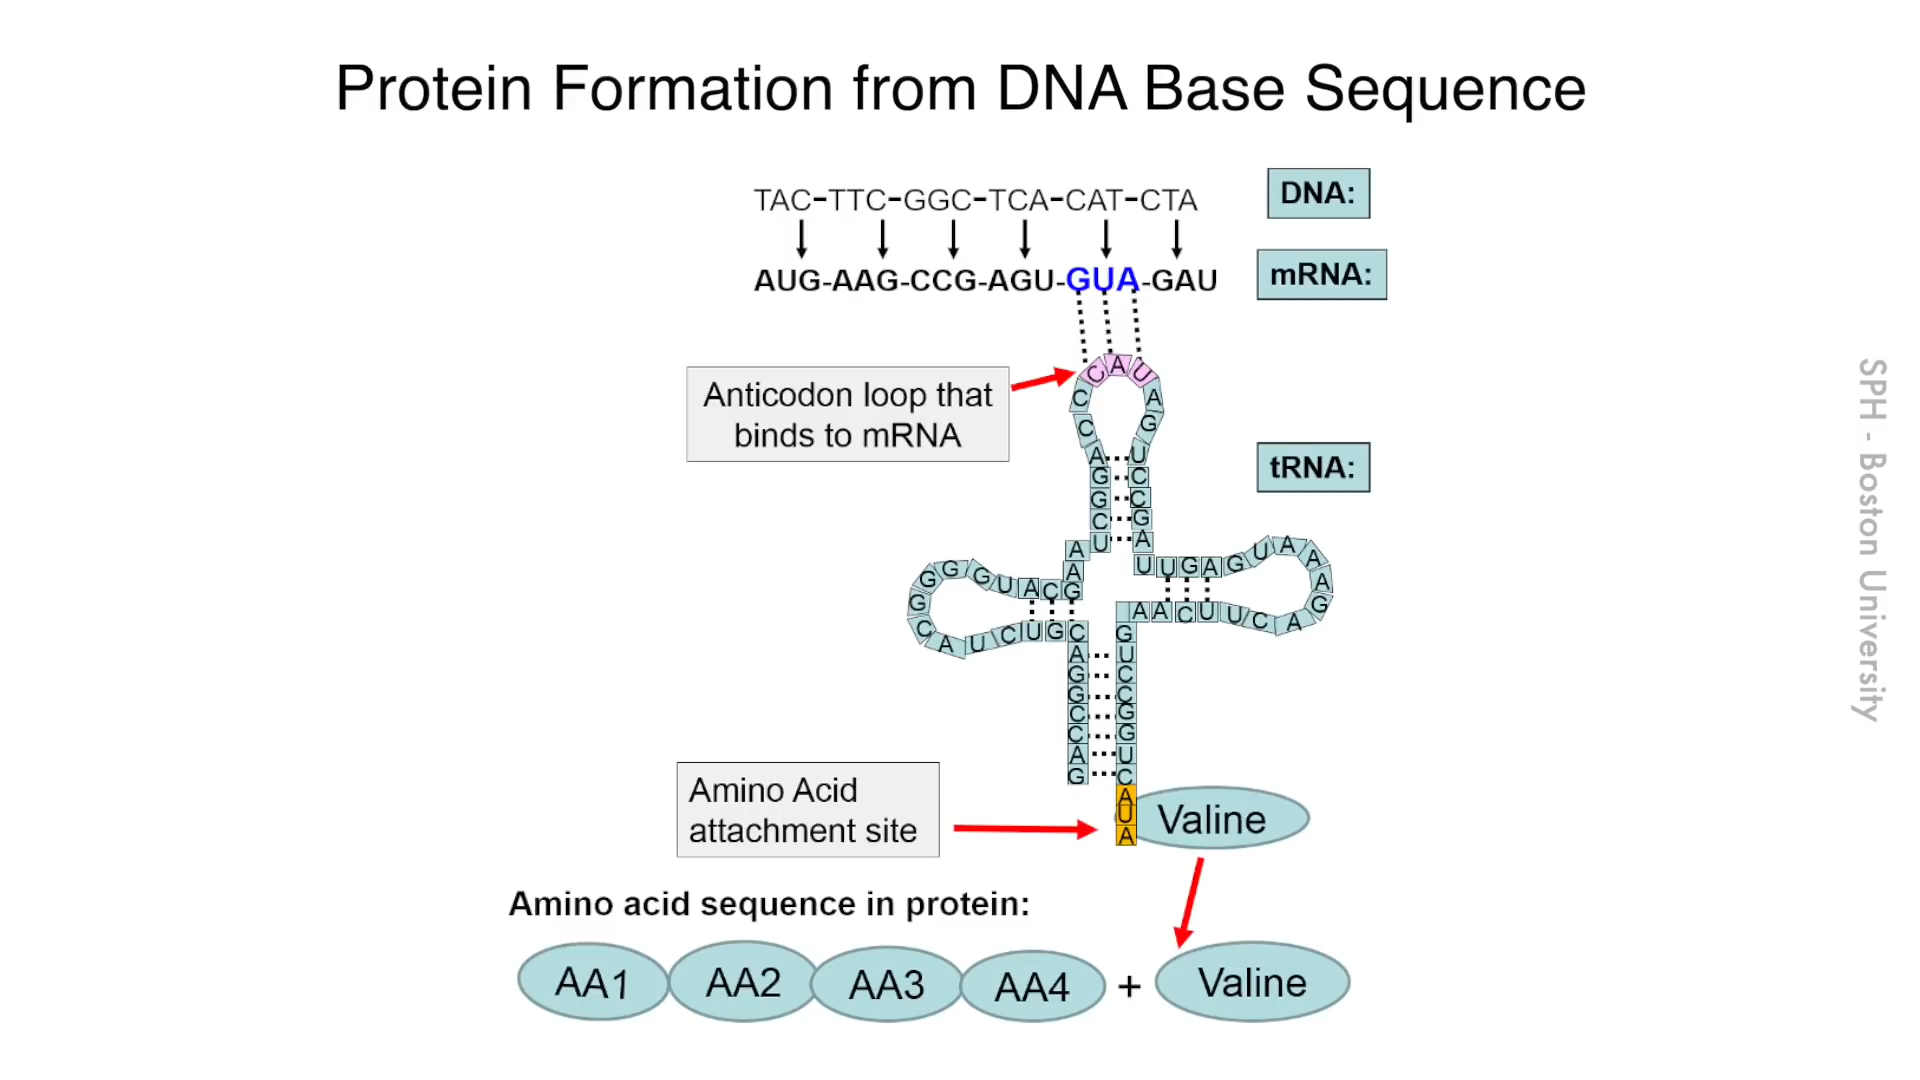 Protein Formation from DNA Base Sequence
TAC-TTC-GGC-TCA-CAT-CTA
DNA:
AUG-AAG-CCG-AGU-GUA-GAU
mRNA:
Anticodon loop that
binds to mRNA
tRNA:
C A U
C
C
A
G
G
C
U
A
A
G
C A U G G G G C A U C U G C
A
G
G
C
C
A
G
A
G
U
C
C
G
A
U
U G A G U A A A G A C U U C A A
G
U
C
C
G
G
U
C
A
U
A
Amino Acid
attachment site
Valine
Amino acid sequence in protein:
AA1 AA2 AA3 AA4 + Valine
SPH - Boston University